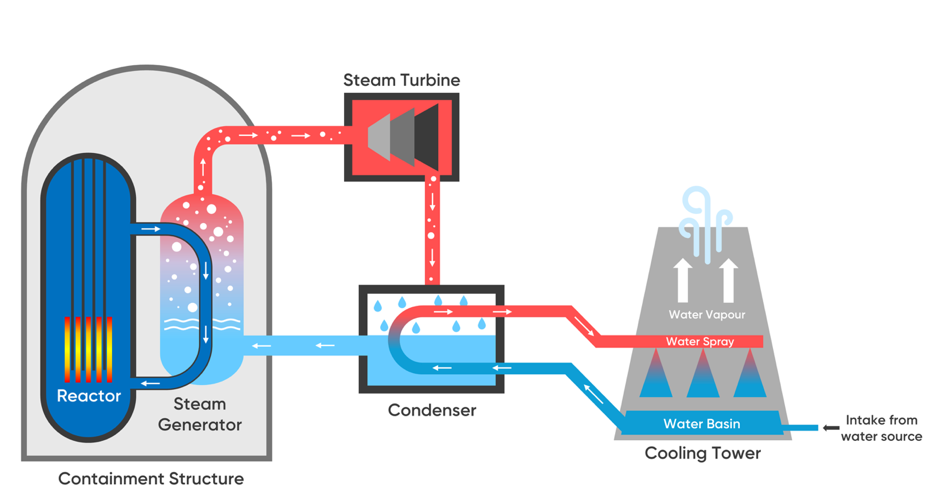 Steam Turbine
Water Vapour
Water Spray
Reactor
Steam
Generator
Condenser
Water Basin
Intake from
water source
Cooling Tower
Containment Structure